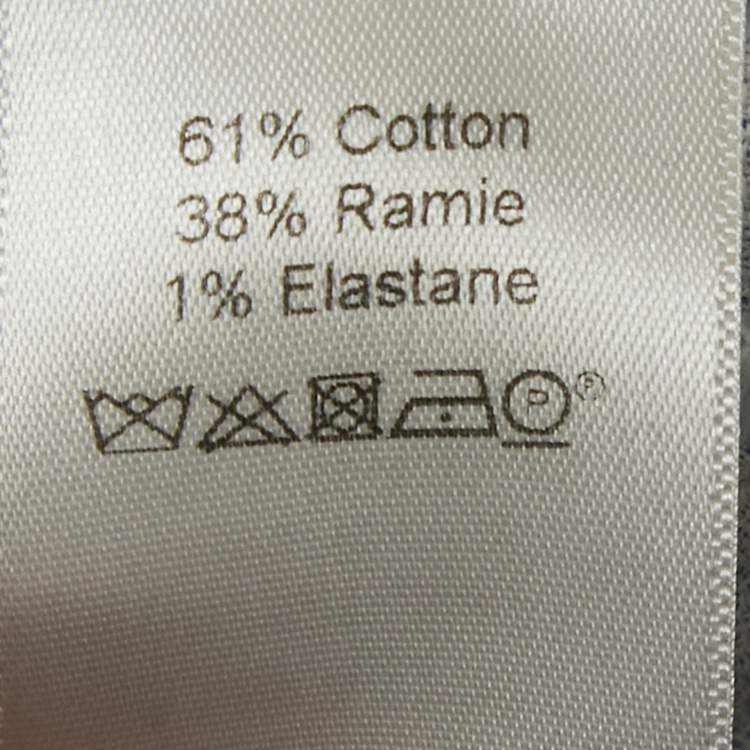 61% Cotton
38% Ramie
1% Elastane
P